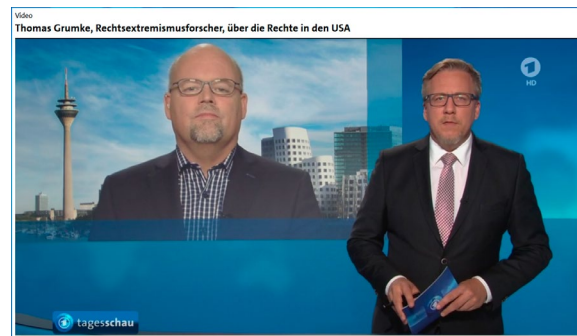 Video
Thomas Grumke, Rechtsextremismusforscher, über die Rechte in den USA
HD
tagesschau